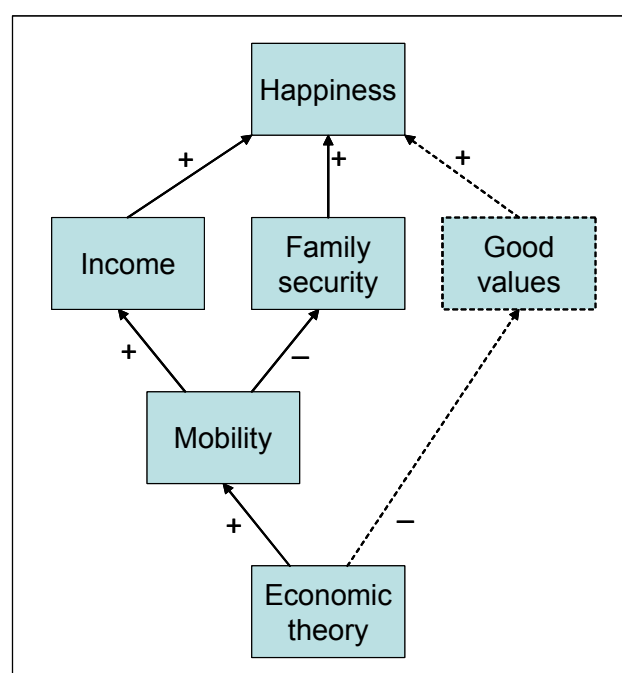 Happiness
+
+
+
Income
Family
security
Good
values
+
–
Mobility
+
–
Economic
theory